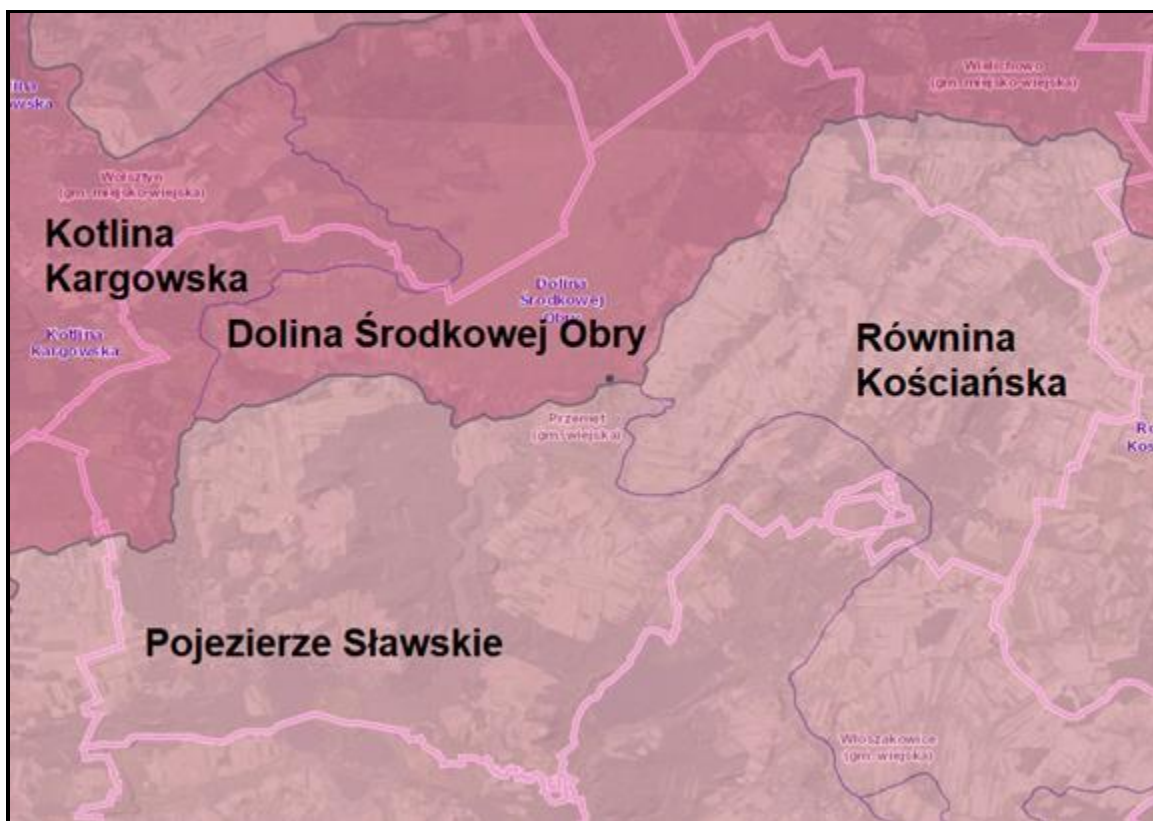 Wielichowo
(gm. miejsko-wiejska)
Wolsztyn
(gm. miejsko-wiejska)
Kotlina
Kargowska
Dolina
Środkowej
Obry
Dolina Środkowej Obry
Kotlina
Kargowska
Równina
Kościańska
Przemęt
(gm. wiejska)
Pojezierze Sławskie
Włoszakowice
(gm. wiejska)